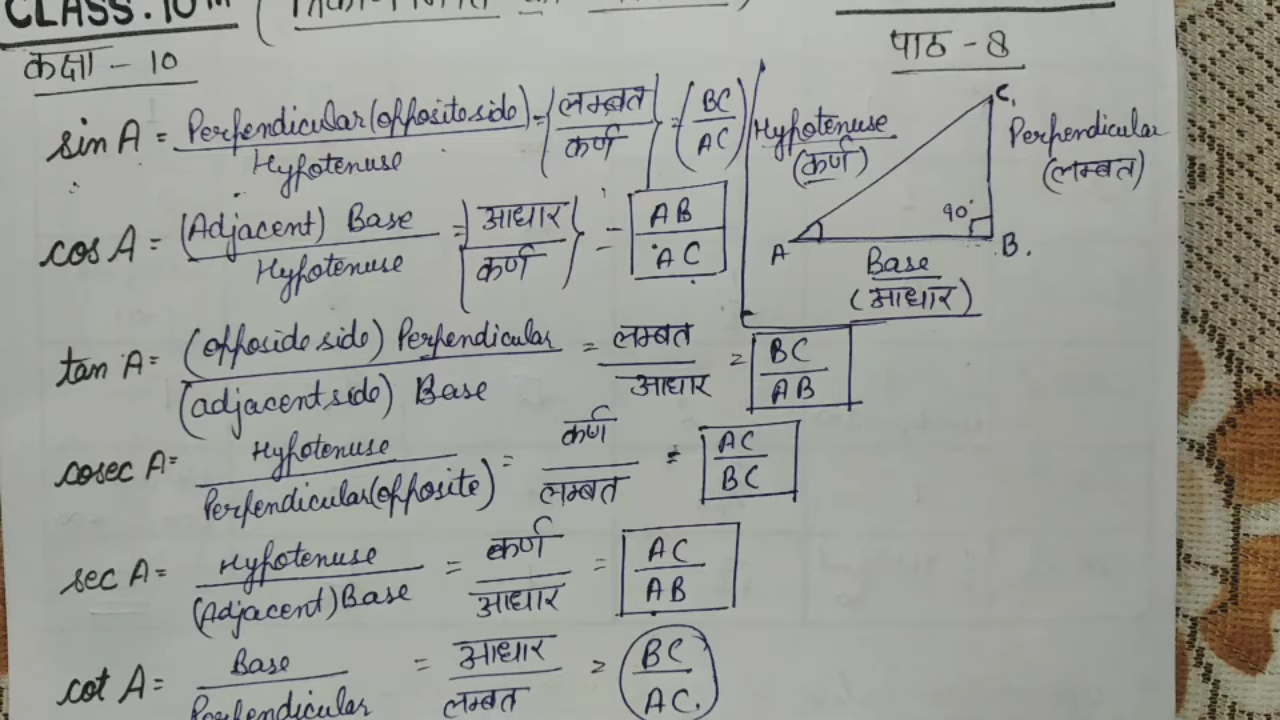 CLASS. 10
कक्षा - 10
पाठ - 8
sin A = Perpendicular (opposite side) / Hypotenuse = {लम्बत / कर्ण} = (BC / AC)
cos A = (Adjacent) Base / Hypotenuse = {आधार / कर्ण} = AB / AC
tan A = (opposide side) Perpendicular / (adjacent side) Base = लम्बत / आधार = BC / AB
cosec A = Hypotenuse / Perpendicular (opposite) = कर्ण / लम्बत = AC / BC
sec A = Hypotenuse / (Adjacent) Base = कर्ण / आधार = AC / AB
cot A = Base / Perpendicular = आधार / लम्बत = BC / AC.
C.
Hypotenuse
(कर्ण)
Perpendicular
(लम्बत)
90°
A
B.
Base
(आधार)